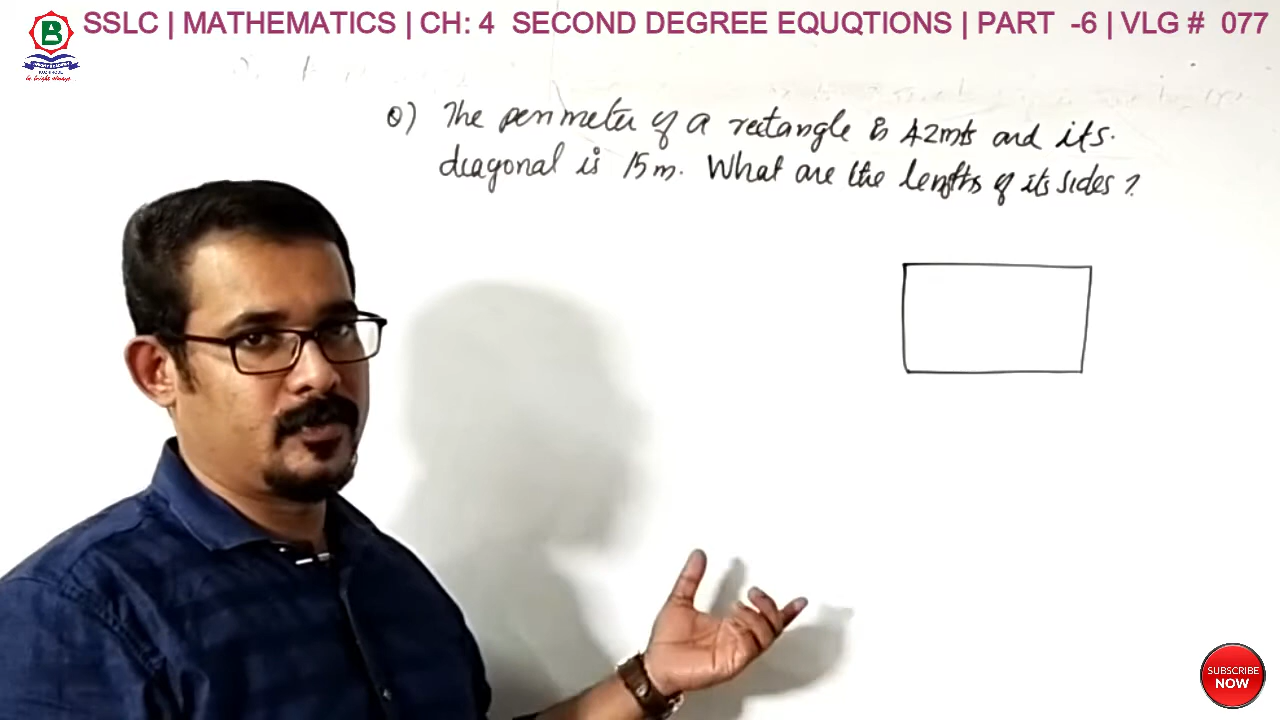 SSLC | MATHEMATICS | CH: 4 SECOND DEGREE EQUQTIONS | PART -6 | VLG # 077
B
Q) The perimeter of a rectangle is 42mts and its.
diagonal is 15m. What are the lengths of its sides?
SUBSCRIBE
NOW